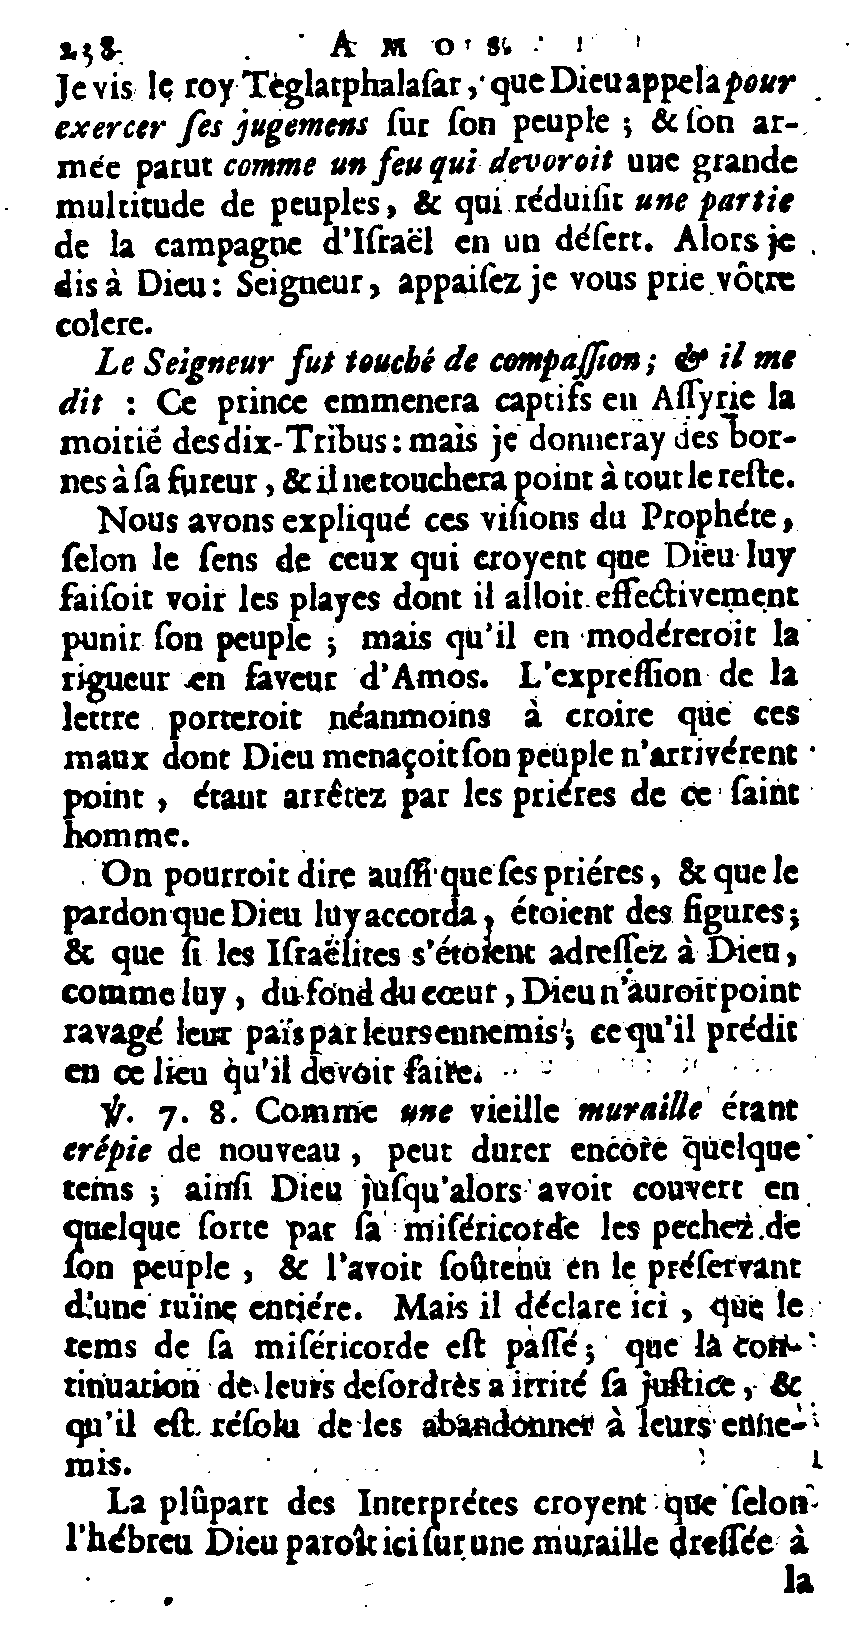 238 AMOS.
Je vis le roy Teglatphalaſar, que Dieu appela pour
exercer ſes jugemens ſur ſon peuple ; & ſon ar-
mée parut comme un feu qui devoroit une grande
multitude de peuples, & qui réduiſit une partie
de la campagne d'Iſraël en un déſert. Alors je
dis à Dieu : Seigneur, appaiſez je vous prie vôtre
colere.
Le Seigneur fut touché de compaſſion ; & il me
dit : Ce prince emmenera captifs en Aſſyrie la
moitié des dix-Tribus : mais je donneray des bor-
nes à ſa fureur, & il ne touchera point à tout le reſte.
Nous avons expliqué ces viſions du Prophéte,
ſelon le ſens de ceux qui croyent que Dieu luy
faiſoit voir les playes dont il alloit effectivement
punir ſon peuple ; mais qu'il en modéreroit la
rigueur en faveur d'Amos. L'expreſſion de la
lettre porteroit néanmoins à croire que ces
maux dont Dieu menaçoit ſon peuple n'arrivérent
point, étant arrêtez par les priéres de ce ſaint
homme.
On pourroit dire auſſi que ſes priéres, & que le
pardon que Dieu luy accorda, étoient des figures ;
& que ſi les Iſraëlites s'étoient adreſſez à Dieu,
comme luy, du fond du cœur, Dieu n'auroit point
ravagé leur païs par leurs ennemis ; ce qu'il prédit
en ce lieu qu'il devoit faire.
℣. 7. 8. Comme une vieille muraille étant
crépie de nouveau, peut durer encore quelque
tems ; ainſi Dieu juſqu'alors avoit couvert en
quelque ſorte par ſa miſéricorde les pechez de
ſon peuple, & l'avoit ſoûtenu en le préſervant
d'une ruïne entiére. Mais il déclare ici, que le
tems de ſa miſéricorde eſt paſſé ; que la con-
tinuation de leurs deſordres a irrité ſa juſtice, &
qu'il eſt réſolu de les abandonner à leurs enne-
mis.
La plûpart des Interprétes croyent que ſelon
l'hébreu Dieu paroît ici ſur une muraille dreſſée à
la